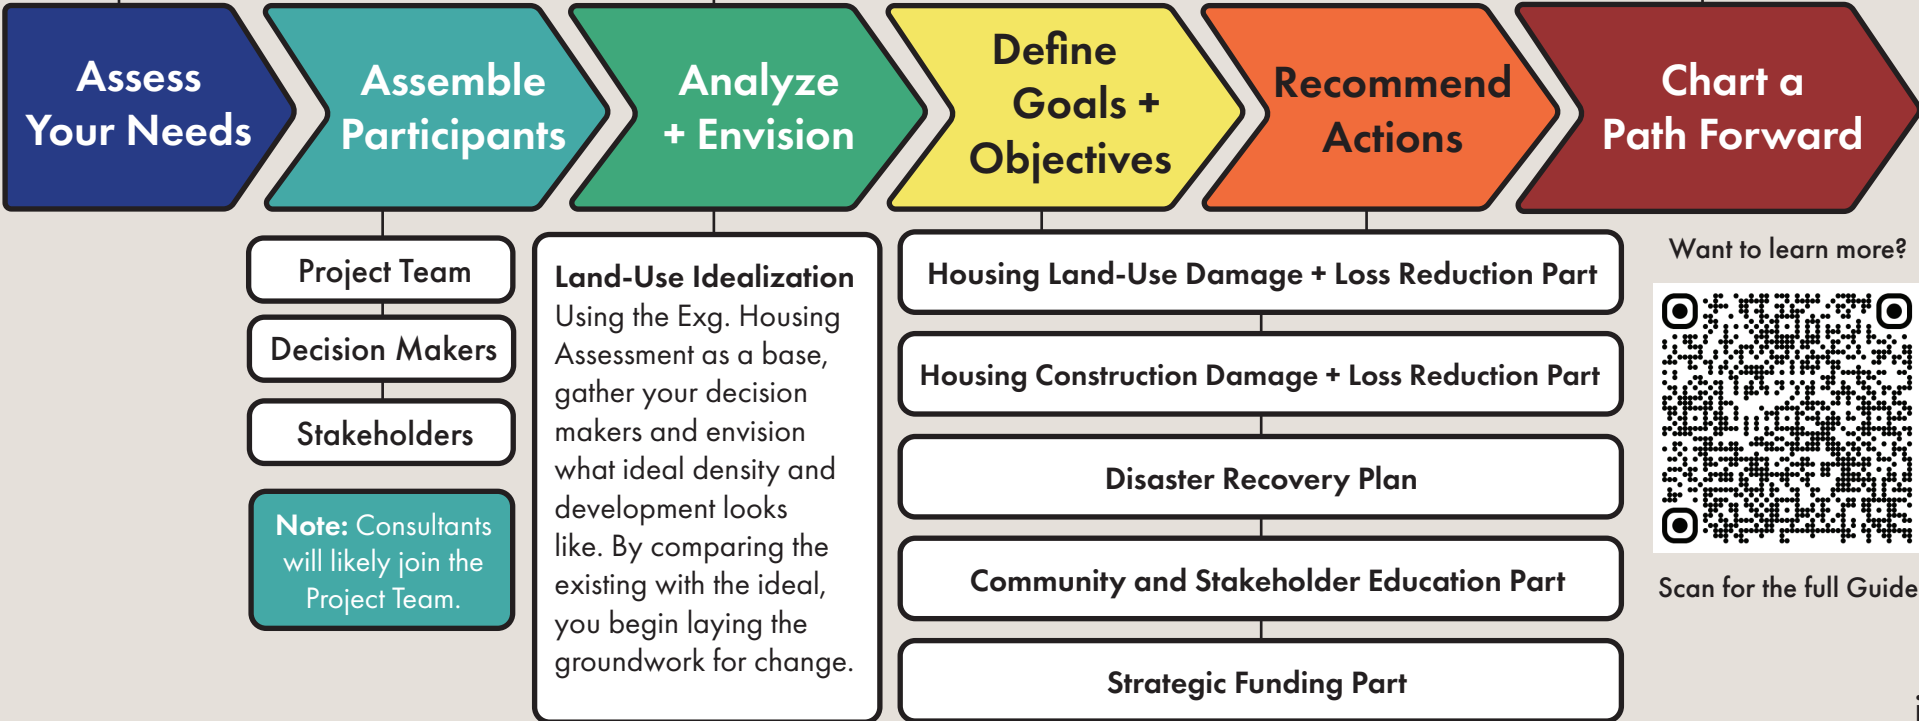 Assess
Your Needs
Assemble
Participants
Analyze
+ Envision
Define
Goals +
Objectives
Recommend
Actions
Chart a
Path Forward
Project Team
Decision Makers
Stakeholders
Note: Consultants
will likely join the
Project Team.
Land-Use Idealization
Using the Exg. Housing
Assessment as a base,
gather your decision
makers and envision
what ideal density and
development looks
like. By comparing the
existing with the ideal,
you begin laying the
groundwork for change.
Housing Land-Use Damage + Loss Reduction Part
Housing Construction Damage + Loss Reduction Part
Disaster Recovery Plan
Community and Stakeholder Education Part
Strategic Funding Part
Want to learn more?
Scan for the full Guide